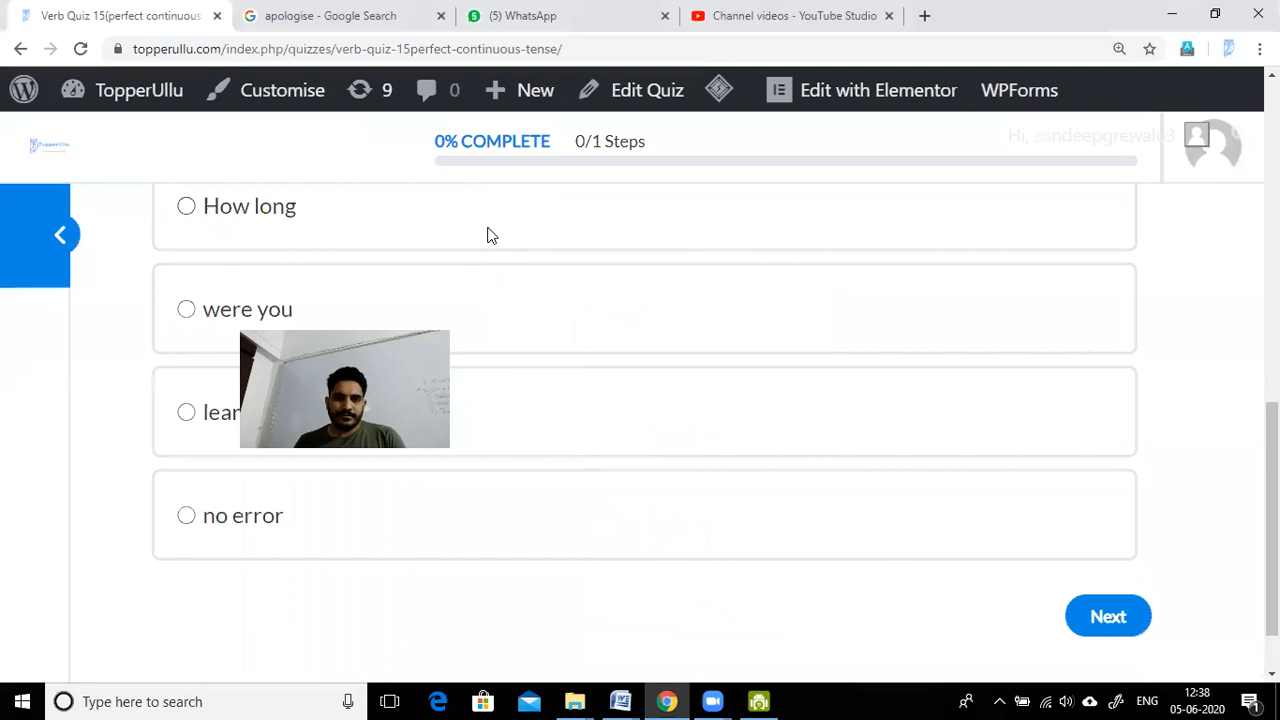 Verb Quiz 15(perfect continuous
apologise - Google Search
(5) WhatsApp
Channel videos - YouTube Studio
topperullu.com/index.php/quizzes/verb-quiz-15perfect-continuous-tense/
TopperUllu
Customise
9
0
New
Edit Quiz
Edit with Elementor
WPForms
TopperUllu
0% COMPLETE
0/1 Steps
How long
were you
lear
no error
Next
Type here to search
ENG
12:38
05-06-2020
1